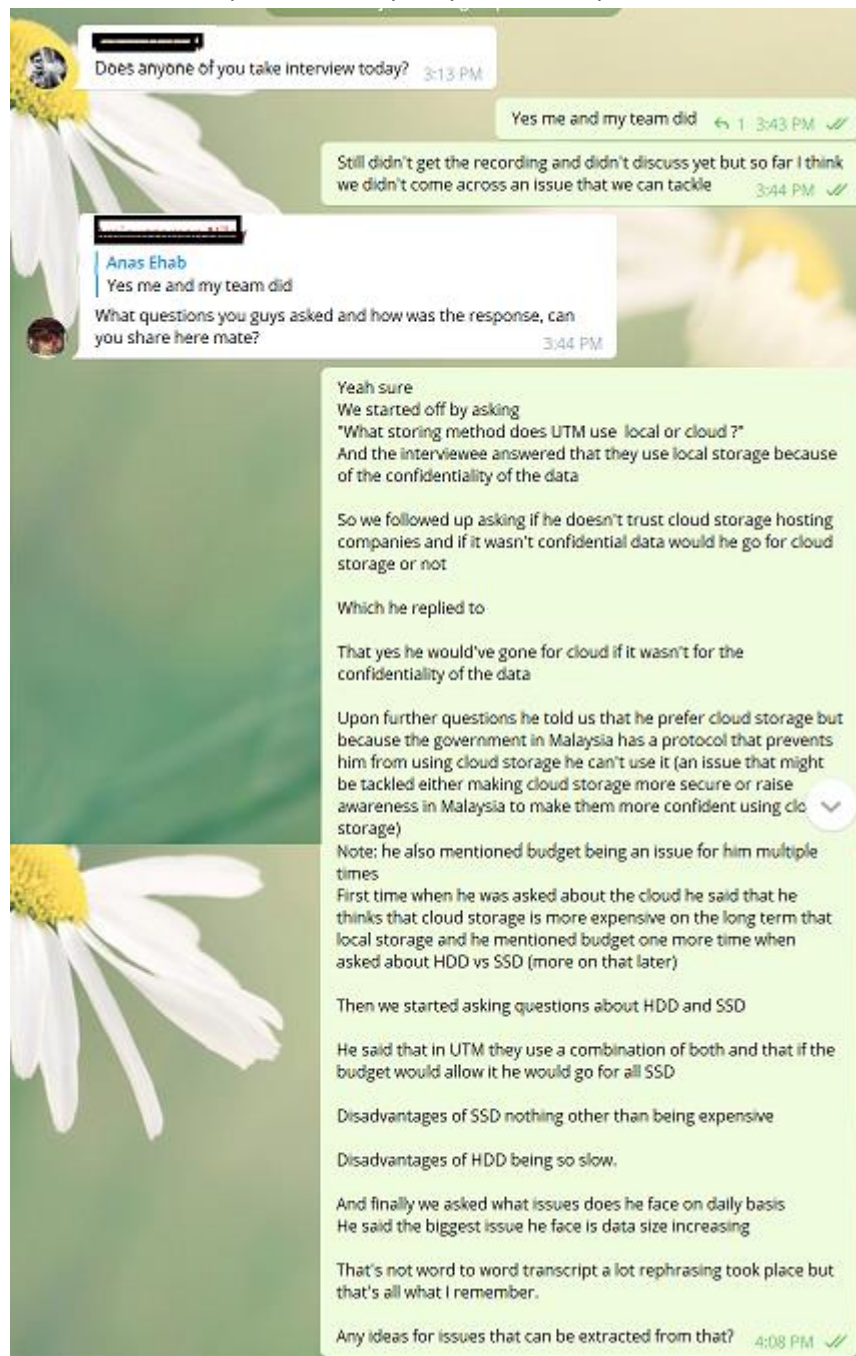 Does anyone of you take interview today? 3:13 PM
Yes me and my team did 1 3:43 PM
Still didn't get the recording and didn't discuss yet but so far I think
we didn't come across an issue that we can tackle 3:44 PM
Anas Ehab
Yes me and my team did
What questions you guys asked and how was the response, can
you share here mate? 3:44 PM
Yeah sure
We started off by asking
"What storing method does UTM use local or cloud ?"
And the interviewee answered that they use local storage because
of the confidentiality of the data
So we followed up asking if he doesn't trust cloud storage hosting
companies and if it wasn't confidential data would he go for cloud
storage or not
Which he replied to
That yes he would've gone for cloud if it wasn't for the
confidentiality of the data
Upon further questions he told us that he prefer cloud storage but
because the government in Malaysia has a protocol that prevents
him from using cloud storage he can't use it (an issue that might
be tackled either making cloud storage more secure or raise
awareness in Malaysia to make them more confident using clo
storage)
Note: he also mentioned budget being an issue for him multiple
times
First time when he was asked about the cloud he said that he
thinks that cloud storage is more expensive on the long term that
local storage and he mentioned budget one more time when
asked about HDD vs SSD (more on that later)
Then we started asking questions about HDD and SSD
He said that in UTM they use a combination of both and that if the
budget would allow it he would go for all SSD
Disadvantages of SSD nothing other than being expensive
Disadvantages of HDD being so slow.
And finally we asked what issues does he face on daily basis
He said the biggest issue he face is data size increasing
That's not word to word transcript a lot rephrasing took place but
that's all what I remember.
Any ideas for issues that can be extracted from that? 4:08 PM